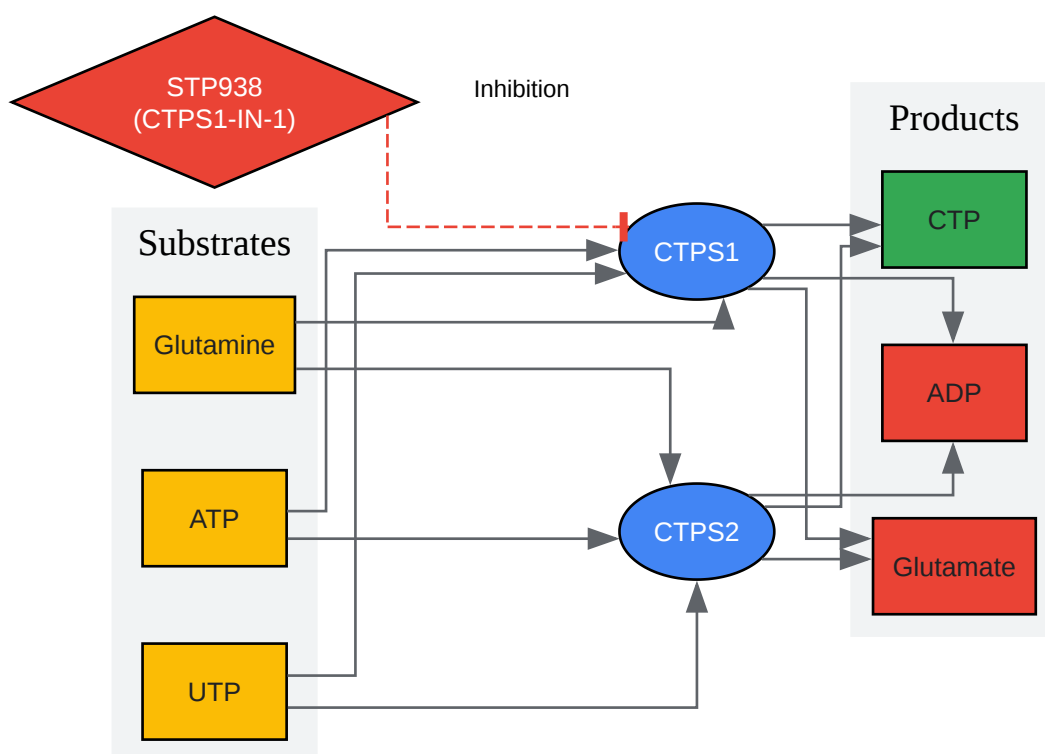 STP938
(CTPS1-IN-1)
Inhibition
Products
Substrates
CTP
CTPS1
Glutamine
ADP
ATP
CTPS2
Glutamate
UTP